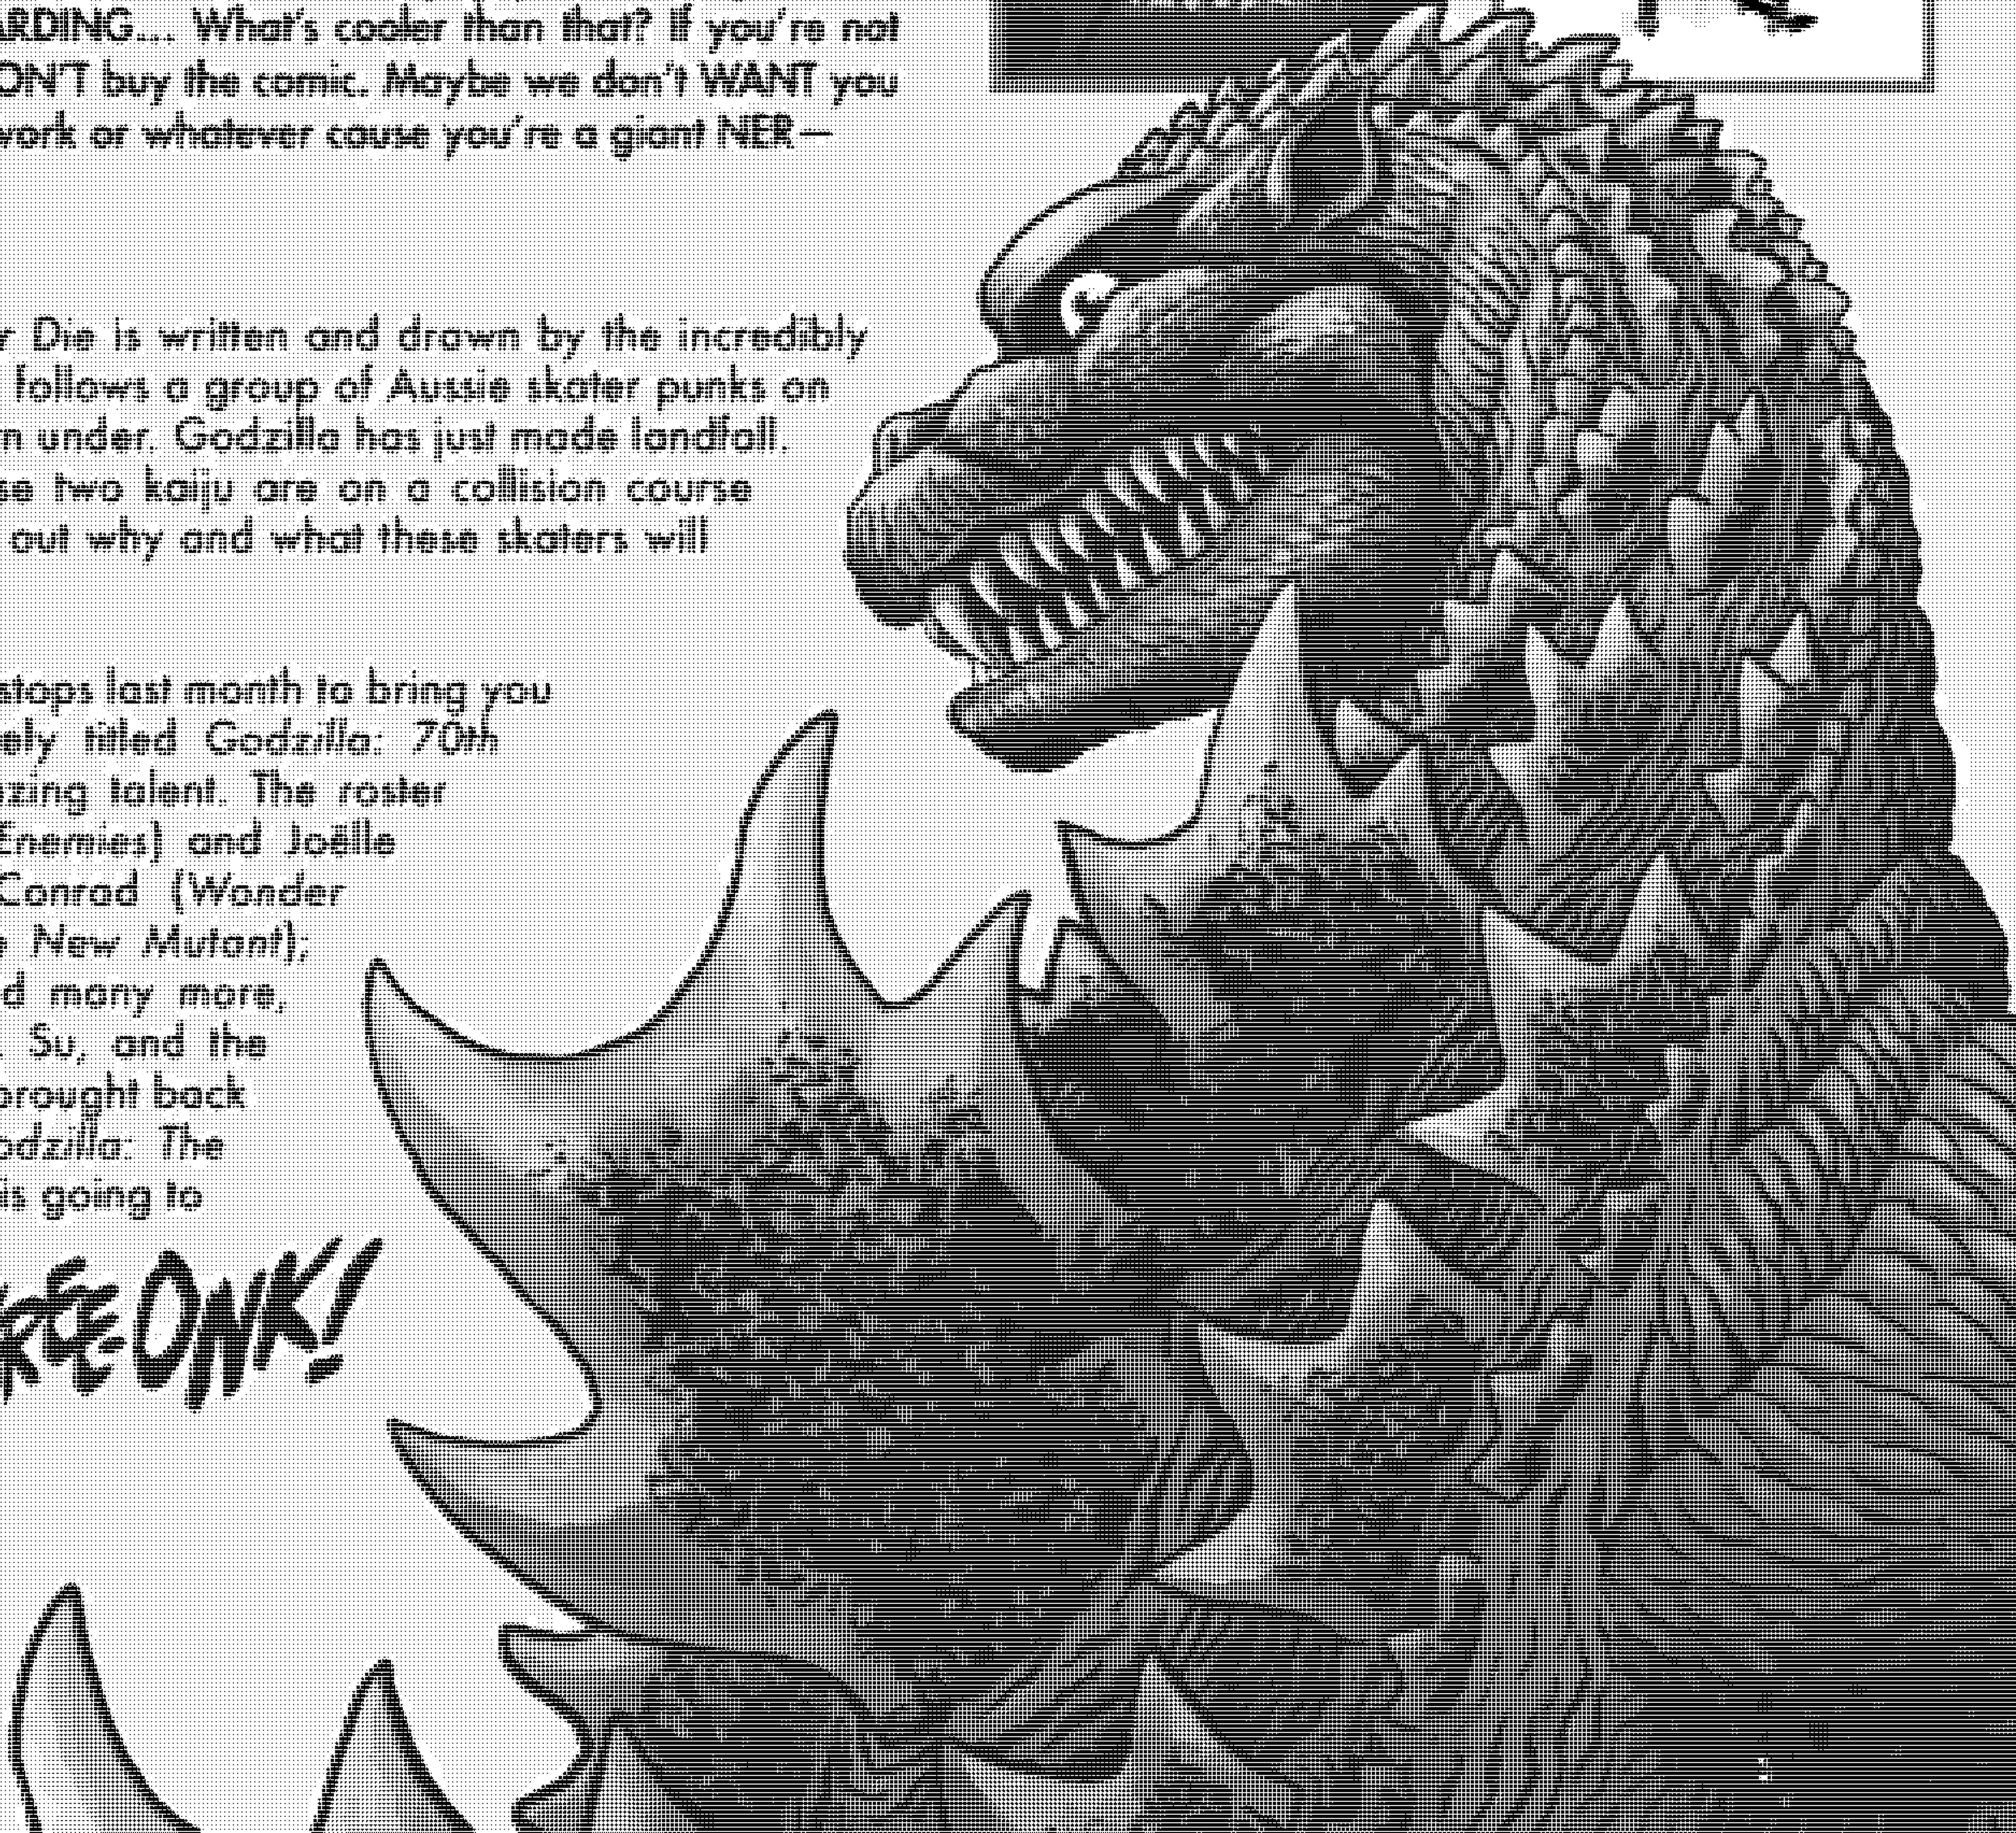 ARDING... What's cooler than that? If you're not
ON'T buy the comic. Maybe we don't WANT you
work or whatever cause you're a giant NER—
r Die is written and drawn by the incredibly
follows a group of Aussie skater punks on
n under. Godzilla has just made landfall.
se two kaiju are on a collision course
out why and what these skaters will
stops last month to bring you
ely titled Godzilla: 70th
azing talent. The roster
Enemies) and Joëlle
Conrad (Wonder
e New Mutant);
d many more,
. Su, and the
brought back
odzilla: The
is going to
REE-ONK!